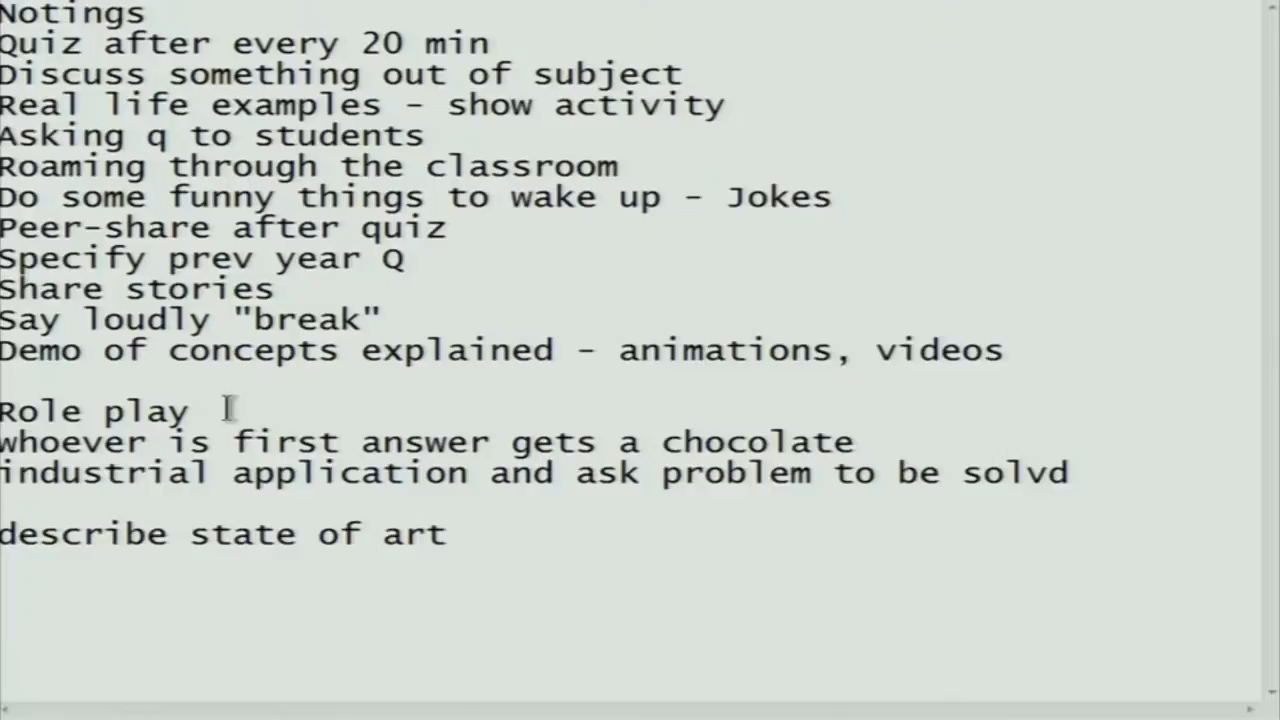 Notings
Quiz after every 20 min
Discuss something out of subject
Real life examples - show activity
Asking q to students
Roaming through the classroom
Do some funny things to wake up - Jokes
Peer-share after quiz
Specify prev year Q
Share stories
Say loudly "break"
Demo of concepts explained - animations, videos
Role play
whoever is first answer gets a chocolate
industrial application and ask problem to be solvd
describe state of art